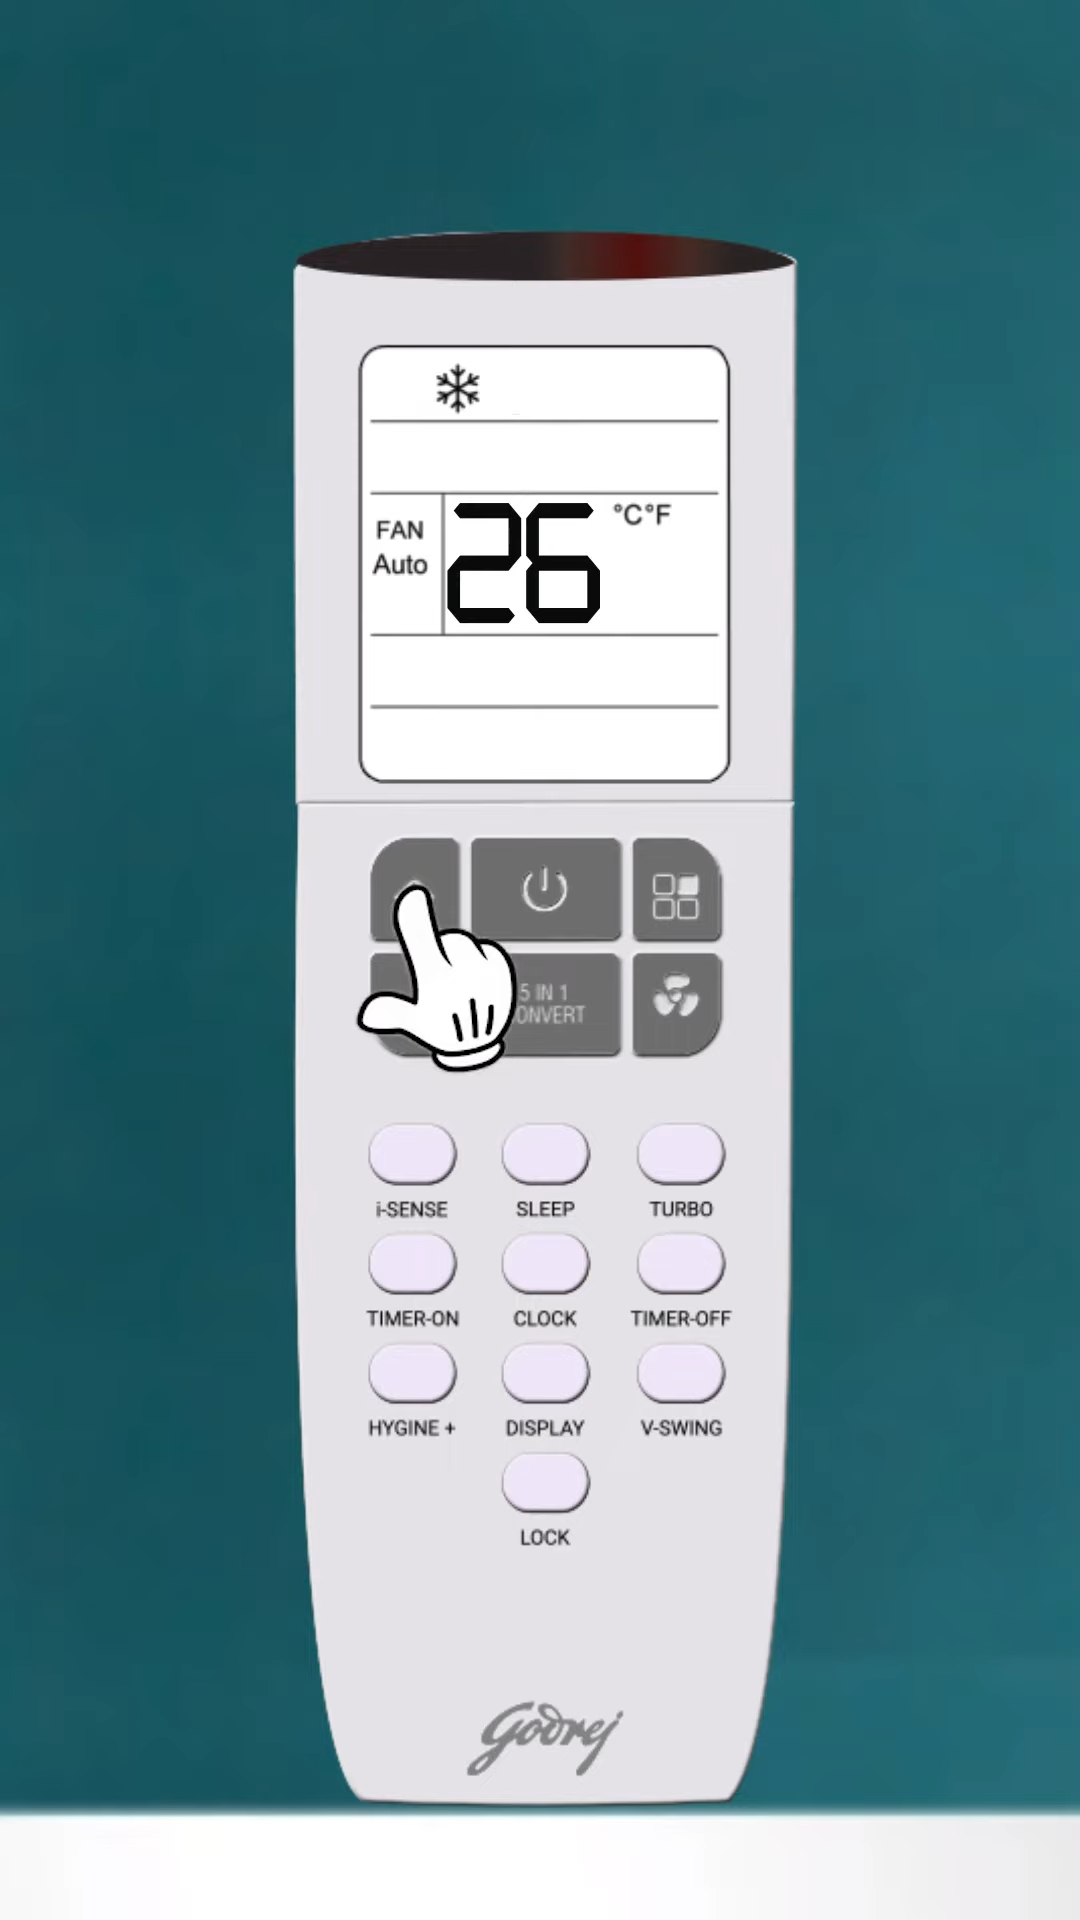 °C°F
FAN
Auto
26
5 IN 1
ONVERT
i-SENSE
SLEEP
TURBO
TIMER-ON
CLOCK
TIMER-OFF
HYGINE +
DISPLAY
V-SWING
LOCK
Godrej